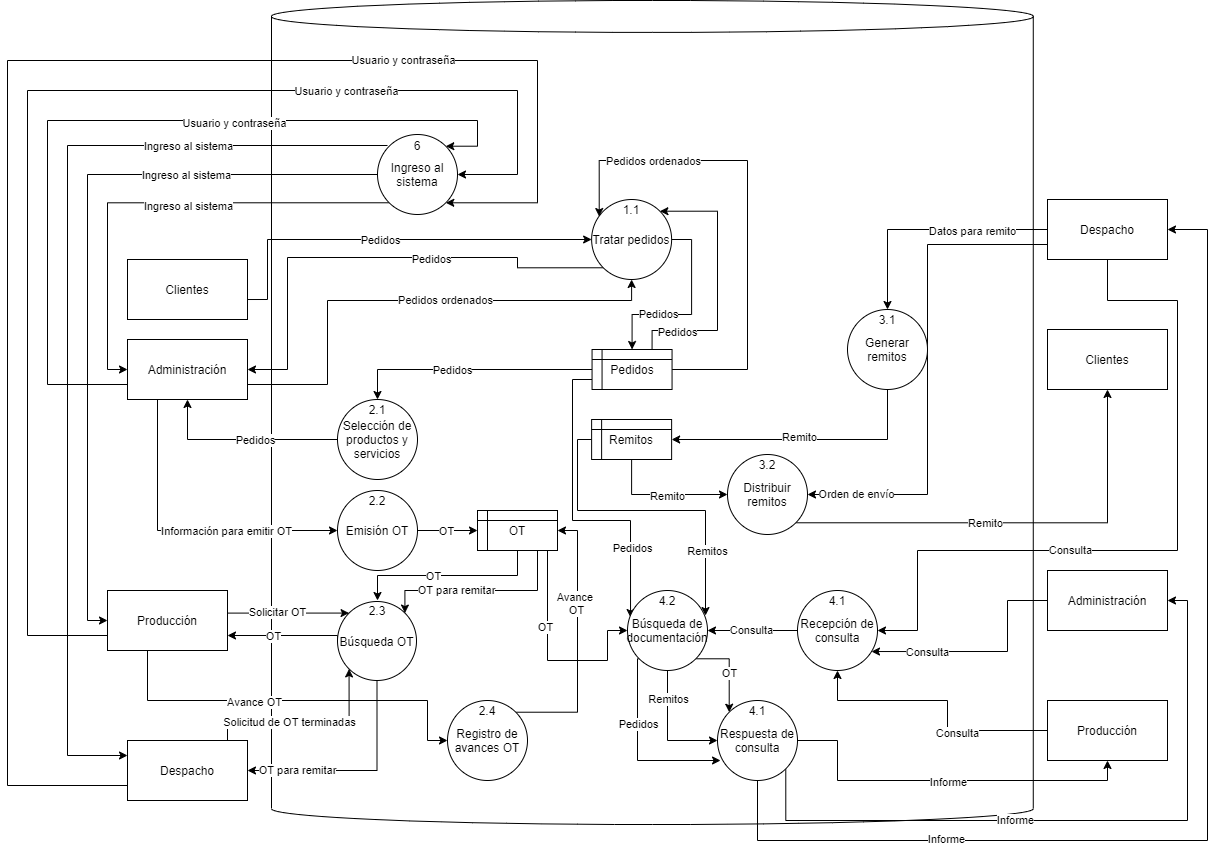 Usuario y contraseña
Usuario y contraseña
Usuario y contraseña
Ingreso al sistema
Ingreso al sistema
Ingreso al sistema
6
Ingreso al
sistema
Pedidos ordenados
1.1
Tratar pedidos
Pedidos
Pedidos
Pedidos ordenados
Clientes
Administración
Pedidos
Pedidos
Pedidos
Pedidos
2.1
Selección de
productos y
servicios
Pedidos
Remitos
Despacho
Datos para remito
3.1
Generar
remitos
Clientes
Remito
3.2
Distribuir
remitos
Remito
Orden de envío
Remito
Información para emitir OT
2.2
Emisión OT
OT
OT
OT
OT para remitar
Avance
OT
OT
Pedidos
Remitos
Consulta
Producción
Solicitar OT
OT
2.3
Búsqueda OT
4.2
Búsqueda de
documentación
Consulta
4.1
Recepción de
consulta
Administración
Consulta
OT
Remitos
Pedidos
Avance OT
Solicitud de OT terminadas
2.4
Registro de
avances OT
4.1
Respuesta de
consulta
Consulta
Producción
Despacho
OT para remitar
Informe
Informe
Informe